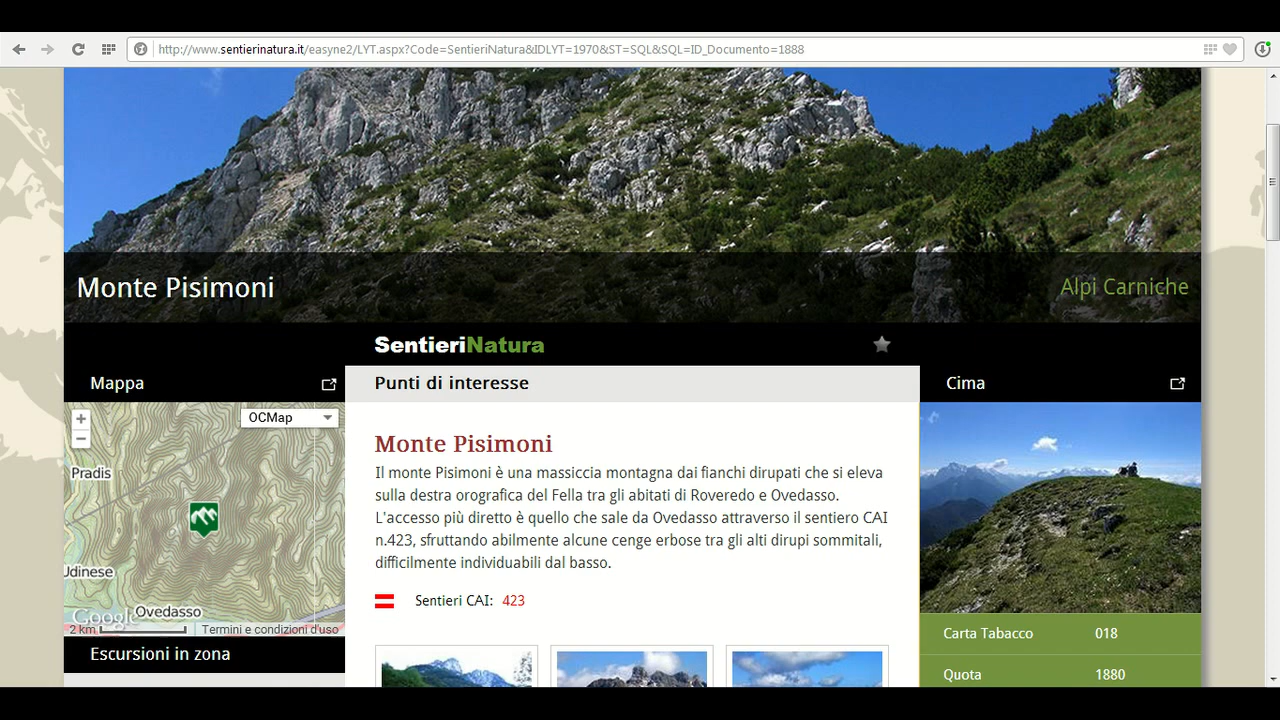 http://www.sentierinatura.it/easyne2/LYT.aspx?Code=SentieriNatura&IDLYT=1970&ST=SQL&SQL=ID_Documento=1888
Monte Pisimoni
Alpi Carniche
SentieriNatura
Mappa
Punti di interesse
Cima
OCMap
+
−
Pradis
Udinese
Ovedasso
Google
2 km
Termini e condizioni d'uso
Escursioni in zona
Monte Pisimoni
Il monte Pisimoni è una massiccia montagna dai fianchi dirupati che si eleva
sulla destra orografica del Fella tra gli abitati di Roveredo e Ovedasso.
L'accesso più diretto è quello che sale da Ovedasso attraverso il sentiero CAI
n.423, sfruttando abilmente alcune cenge erbose tra gli alti dirupi sommitali,
difficilmente individuabili dal basso.
Sentieri CAI: 423
Carta Tabacco 018
Quota 1880